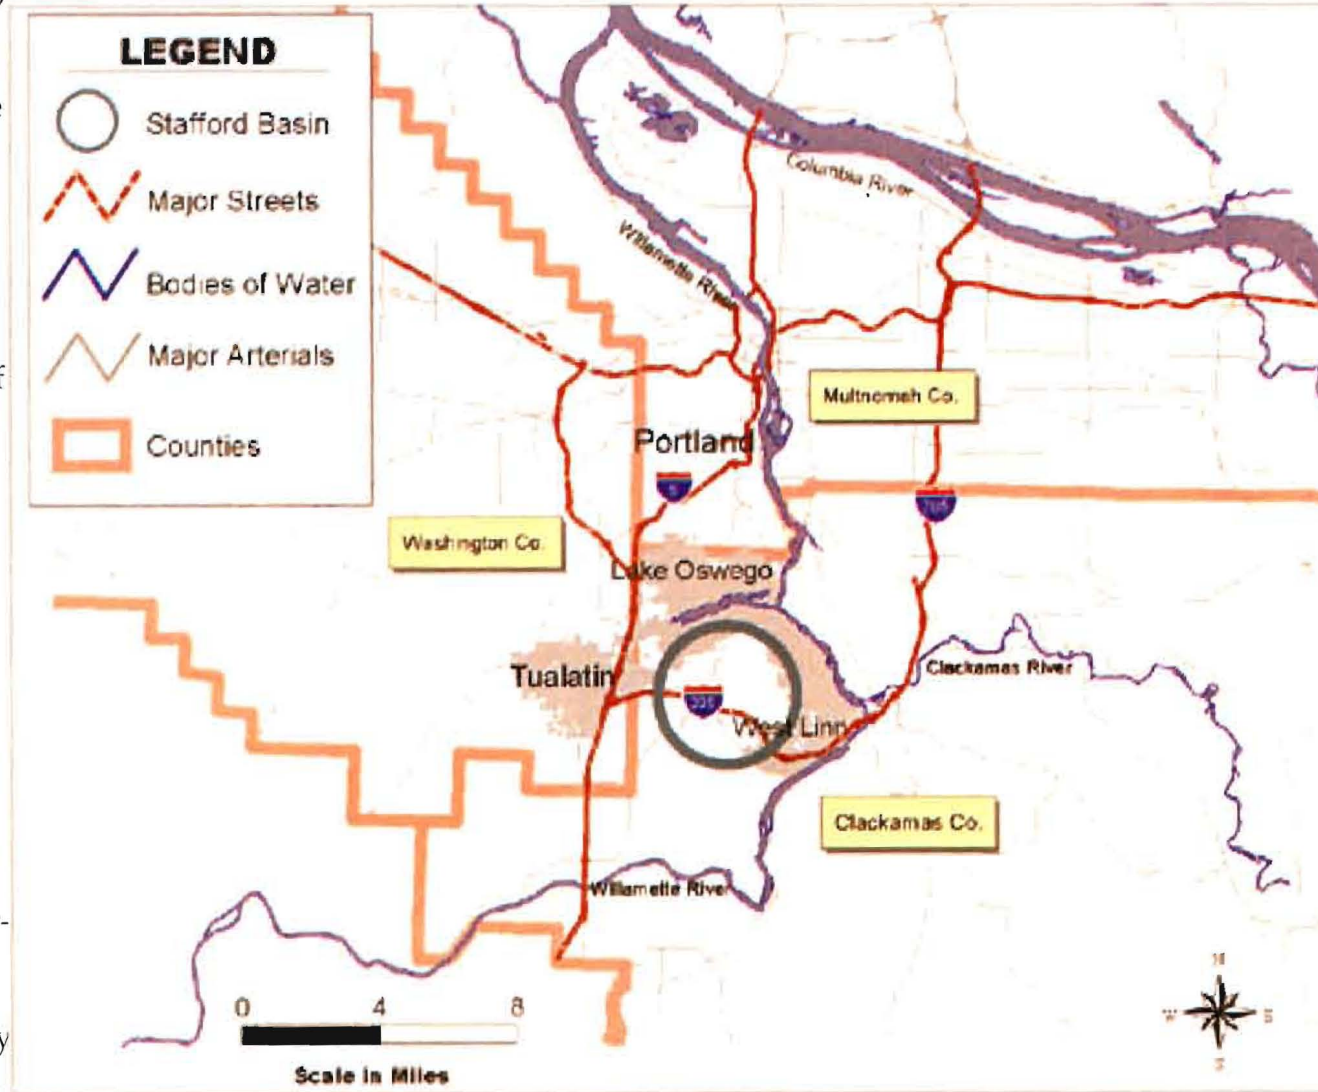 LEGEND
Stafford Basin
Major Streets
Bodies of Water
Major Arterials
Counties
Columbia River
Willamette River
Multnomah Co.
Portland
5
205
Washington Co.
Lake Oswego
Tualatin
Clackamas River
205
West Linn
Clackamas Co.
Willamette River
0 4 8
Scale in Miles
N
W E
S